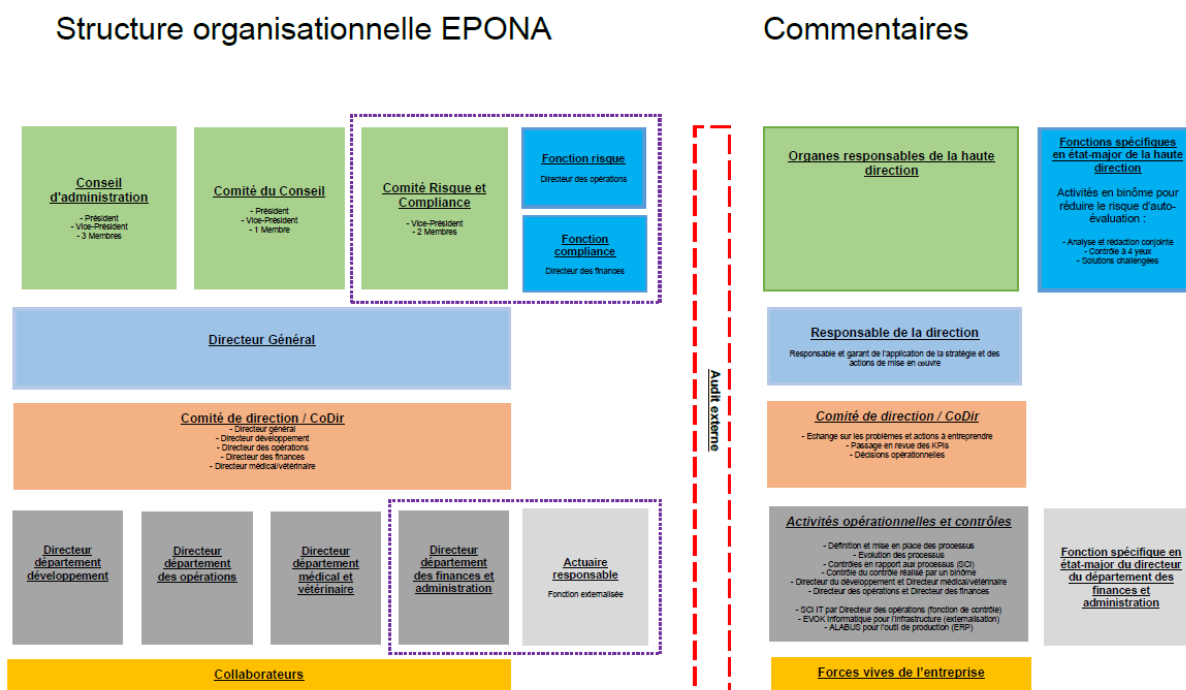 Structure organisationnelle EPONA
Commentaires
Conseil
d'administration
- Président
- Vice-Président
- 3 Membres
Comité du Conseil
- Président
- Vice-Président
- 1 Membre
Comité Risque et
Compliance
- Vice-Président
- 2 Membres
Fonction risque
Directeur des opérations
Fonction
compliance
Directeur des finances
Directeur Général
Comité de direction / CoDir
- Directeur général
- Directeur développement
- Directeur des opérations
- Directeur des finances
- Directeur médical/vétérinaire
Directeur
département
développement
Directeur
département
des opérations
Directeur
département
médical et
vétérinaire
Directeur
département
des finances et
administration
Actuaire
responsable
Fonction externalisée
Collaborateurs
Audit externe
Organes responsables de la haute
direction
Fonctions spécifiques
en état-major de la haute
direction
Activités en binôme pour
réduire le risque d'auto-
évaluation :
- Analyse et rédaction conjointe
- Contrôle à 4 yeux
- Solutions challengées
Responsable de la direction
Responsable et garant de l'application de la stratégie et des
actions de mise en œuvre
Comité de direction / CoDir
- Echange sur les problèmes et actions à entreprendre
- Passage en revue des KPIs
- Décisions opérationnelles
Activités opérationnelles et contrôles
- Définition et mise en place des processus
- Evolution des processus
- Contrôles en rapport aux processus (SCI)
- Contrôle du contrôle réalisé par un binôme
- Directeur du développement et Directeur médical/vétérinaire
- Directeur des opérations et Directeur des finances
- SCI IT par Directeur des opérations (fonction de contrôle)
- EVOK Informatique pour l'infrastructure (externalisation)
- ALABUS pour l'outil de production (ERP)
Fonction spécifique en
état-major du directeur
du département des
finances et
administration
Forces vives de l'entreprise